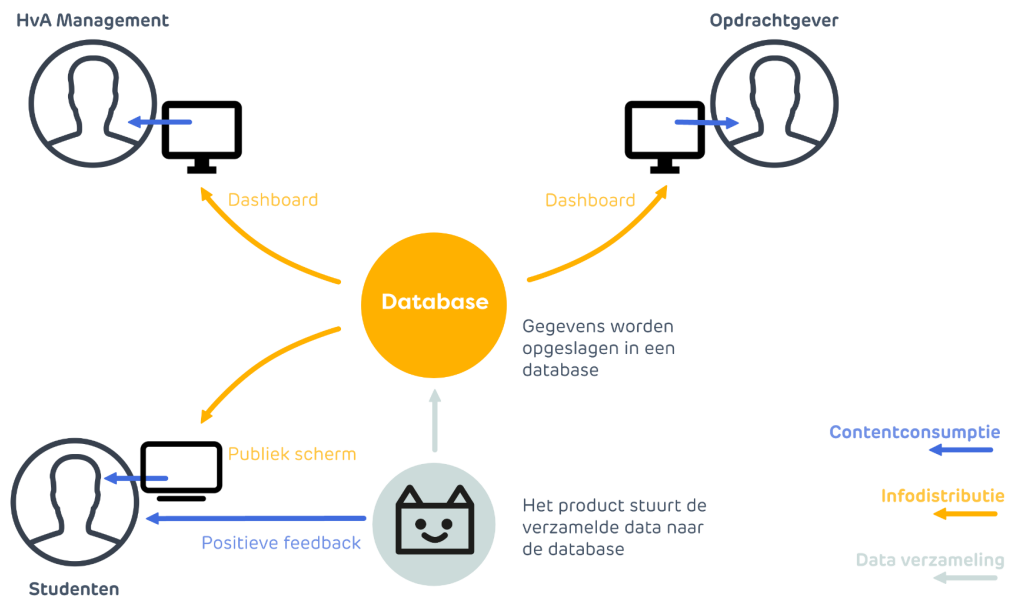 HvA Management
Opdrachtgever
Dashboard
Dashboard
Database
Gegevens worden
opgeslagen in een
database
Contentconsumptie
Publiek scherm
Infodistributie
Het product stuurt de
verzamelde data naar
de database
Positieve feedback
Data verzameling
Studenten